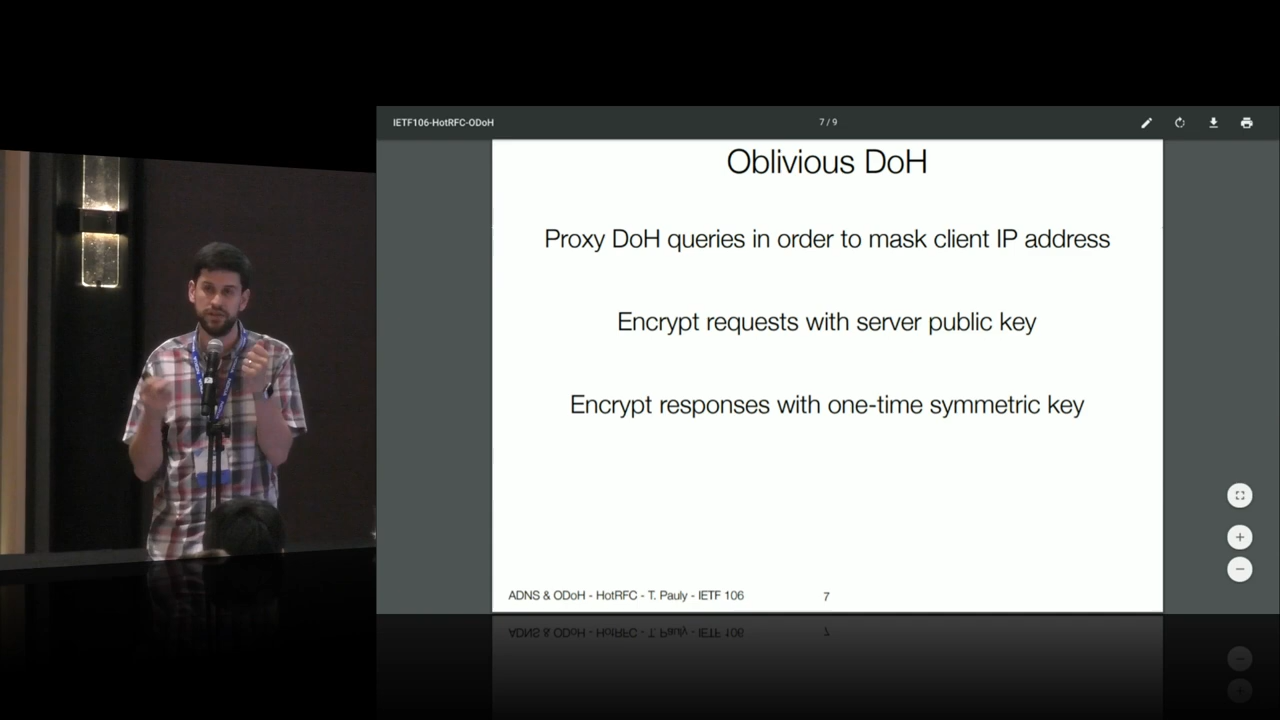 IETF106-HotRFC-ODoH
7 / 9
Oblivious DoH
Proxy DoH queries in order to mask client IP address
Encrypt requests with server public key
Encrypt responses with one-time symmetric key
ADNS & ODoH - HotRFC - T. Pauly - IETF 106
7